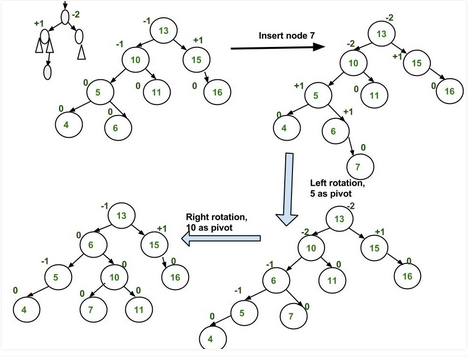 +1 -2
-1 13
-1 10 +1 15
0 5 0 11 0 16
0 4 0 6
Insert node 7
-2 13
-2 10 +1 15
+1 5 0 11 0 16
0 4 +1 6
0 7
Left rotation,
5 as pivot
-2 13
-2 10 +1 15
-1 6 0 11 0 16
-1 5 0 7
0 4
Right rotation,
10 as pivot
-1 13
0 6 +1 15
-1 5 0 10 0 16
0 4 0 7 0 11